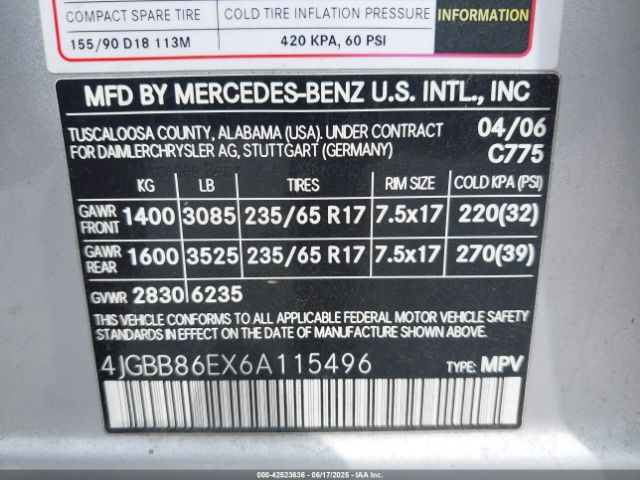 COMPACT SPARE TIRE COLD TIRE INFLATION PRESSURE INFORMATION
155/90 D18 113M 420 KPA, 60 PSI
MFD BY MERCEDES-BENZ U.S. INTL., INC
TUSCALOOSA COUNTY, ALABAMA (USA). UNDER CONTRACT 04/06
FOR DAIMLERCHRYSLER AG, STUTTGART (GERMANY) C775
KG LB TIRES RIM SIZE COLD KPA (PSI)
GAWR FRONT 1400 3085 235/65 R17 7.5x17 220(32)
GAWR REAR 1600 3525 235/65 R17 7.5x17 270(39)
GVWR 2830 6235
THIS VEHICLE CONFORMS TO ALL APPLICABLE FEDERAL MOTOR VEHICLE SAFETY
STANDARDS IN EFFECT ON THE DATE OF MANUFACTURE SHOWN ABOVE.
4JGBB86EX6A115496 TYPE: MPV
000-42523636 - 06/17/2025 - IAAI.COM